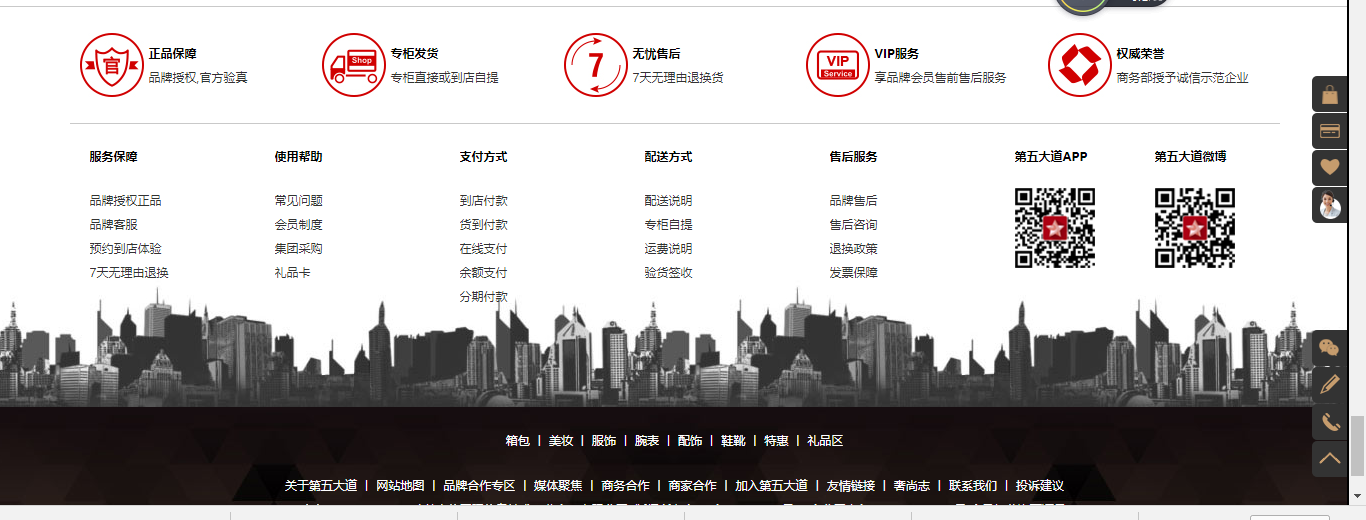 官
正品保障
品牌授权,官方验真
Shop
专柜发货
专柜直接或到店自提
7
无忧售后
7天无理由退换货
VIP
Service
VIP服务
享品牌会员售前售后服务
权威荣誉
商务部授予诚信示范企业
服务保障
品牌授权正品
品牌客服
预约到店体验
7天无理由退换
使用帮助
常见问题
会员制度
集团采购
礼品卡
支付方式
到店付款
货到付款
在线支付
余额支付
分期付款
配送方式
配送说明
专柜自提
运费说明
验货签收
售后服务
品牌售后
售后咨询
退换政策
发票保障
第五大道APP
第五大道微博
箱包 | 美妆 | 服饰 | 腕表 | 配饰 | 鞋靴 | 特惠 | 礼品区
关于第五大道 | 网站地图 | 品牌合作专区 | 媒体聚焦 | 商务合作 | 商家合作 | 加入第五大道 | 友情链接 | 奢尚志 | 联系我们 | 投诉建议